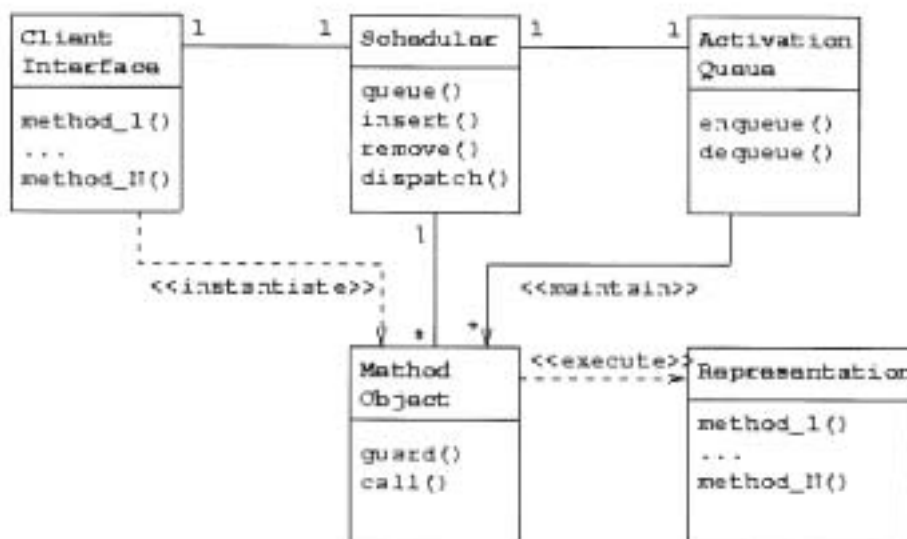 Client
Interface
method_1()
...
method_N()
1
1
Scheduler
queue()
insert()
remove()
dispatch()
1
1
Activation
Queue
enqueue()
dequeue()
1
<<instantiate>>
<<maintain>>
*
*
Method
Object
guard()
call()
<<execute>>
Representation
method_1()
...
method_N()